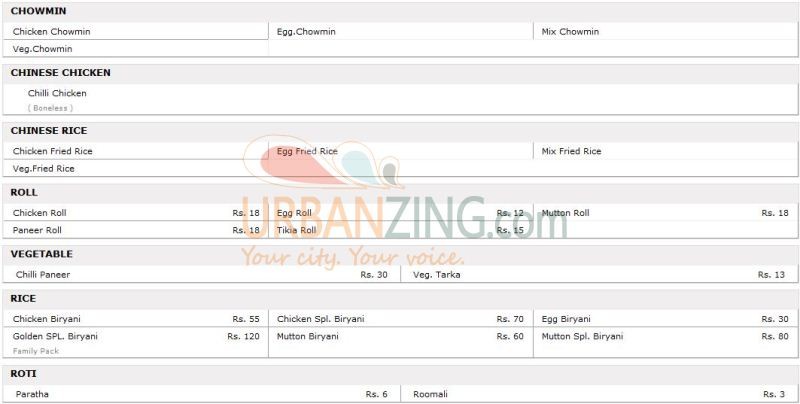 CHOWMIN
Chicken Chowmin Egg.Chowmin Mix Chowmin
Veg.Chowmin
CHINESE CHICKEN
Chilli Chicken
( Boneless )
CHINESE RICE
Chicken Fried Rice Egg Fried Rice Mix Fried Rice
Veg.Fried Rice
ROLL
Chicken Roll Rs. 18 Egg Roll Rs. 12 Mutton Roll Rs. 18
Paneer Roll Rs. 18 Tikia Roll Rs. 15
URBANZING.com
Your city. Your voice.
VEGETABLE
Chilli Paneer Rs. 30 Veg. Tarka Rs. 13
RICE
Chicken Biryani Rs. 55 Chicken Spl. Biryani Rs. 70 Egg Biryani Rs. 30
Golden SPL. Biryani Rs. 120 Mutton Biryani Rs. 60 Mutton Spl. Biryani Rs. 80
Family Pack
ROTI
Paratha Rs. 6 Roomali Rs. 3